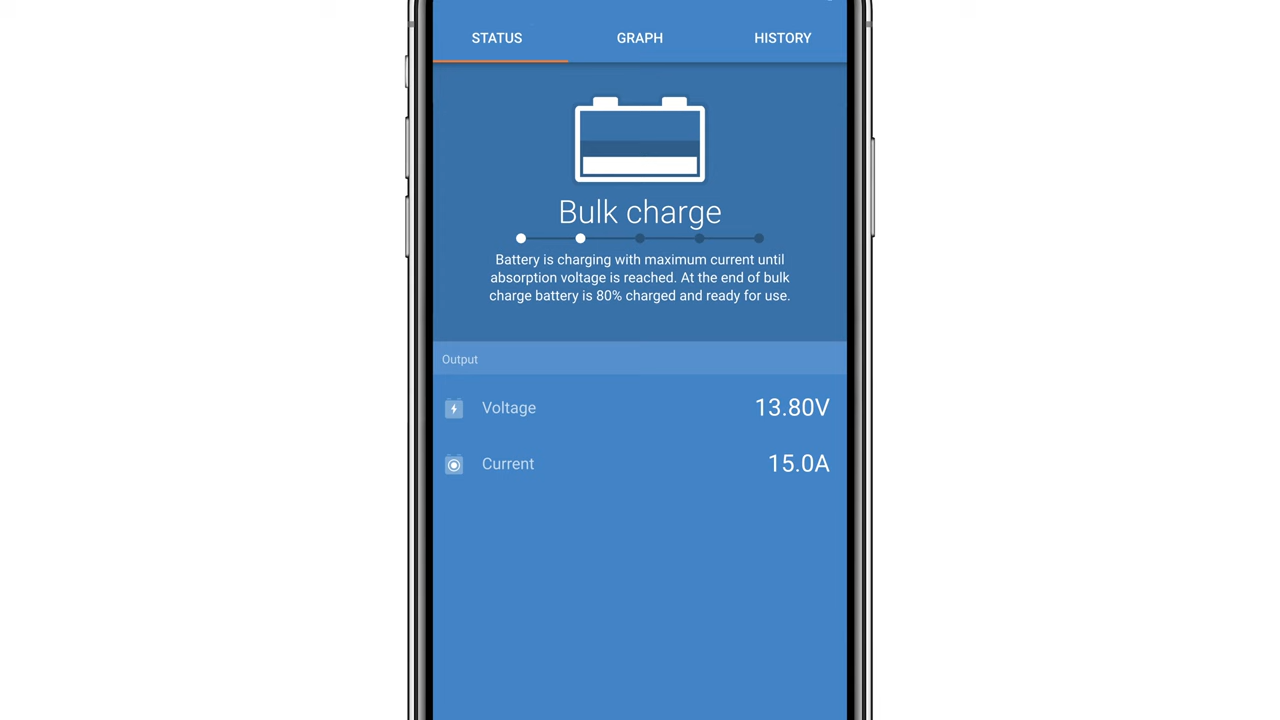 STATUS GRAPH HISTORY
Bulk charge
Battery is charging with maximum current until
absorption voltage is reached. At the end of bulk
charge battery is 80% charged and ready for use.
Output
Voltage 13.80V
Current 15.0A